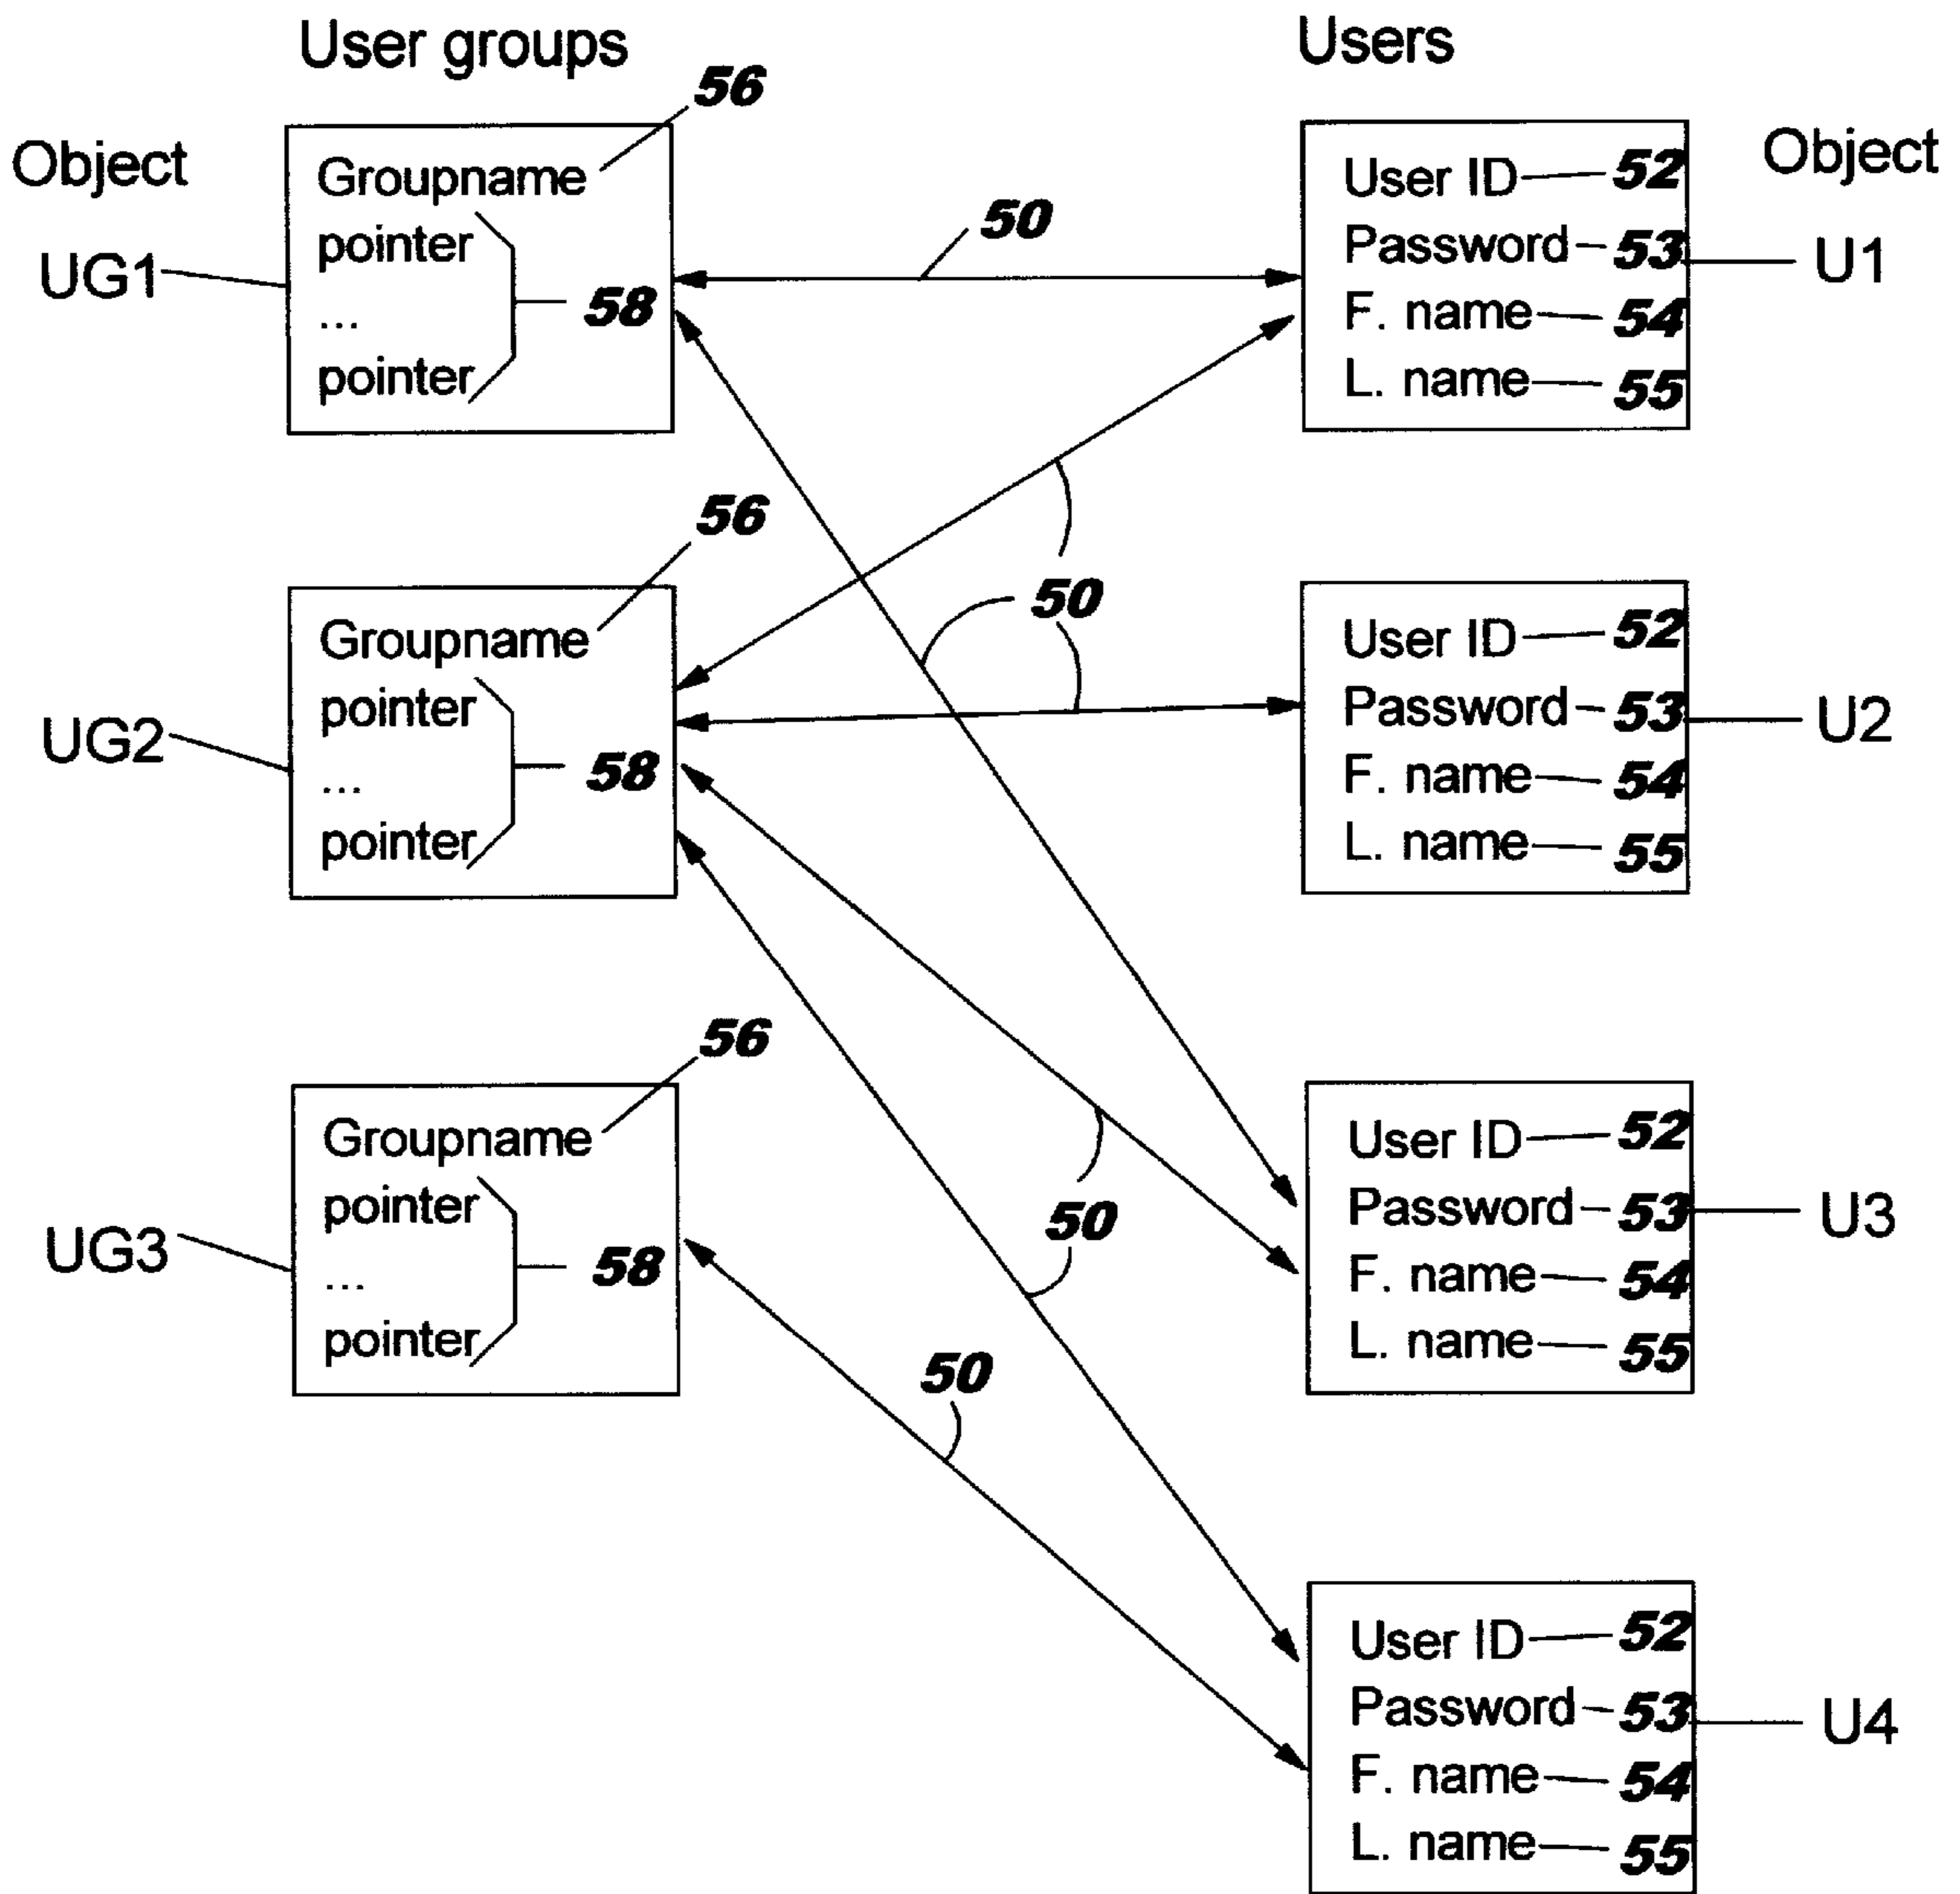 User groups
Users
56
Object
Groupname
pointer
...
pointer
58
UG1
50
User ID 52
Password 53
F. name 54
L. name 55
Object
U1
56
50
Groupname
pointer
...
pointer
58
UG2
User ID 52
Password 53
F. name 54
L. name 55
U2
56
Groupname
pointer
...
pointer
58
UG3
50
User ID 52
Password 53
F. name 54
L. name 55
U3
50
User ID 52
Password 53
F. name 54
L. name 55
U4